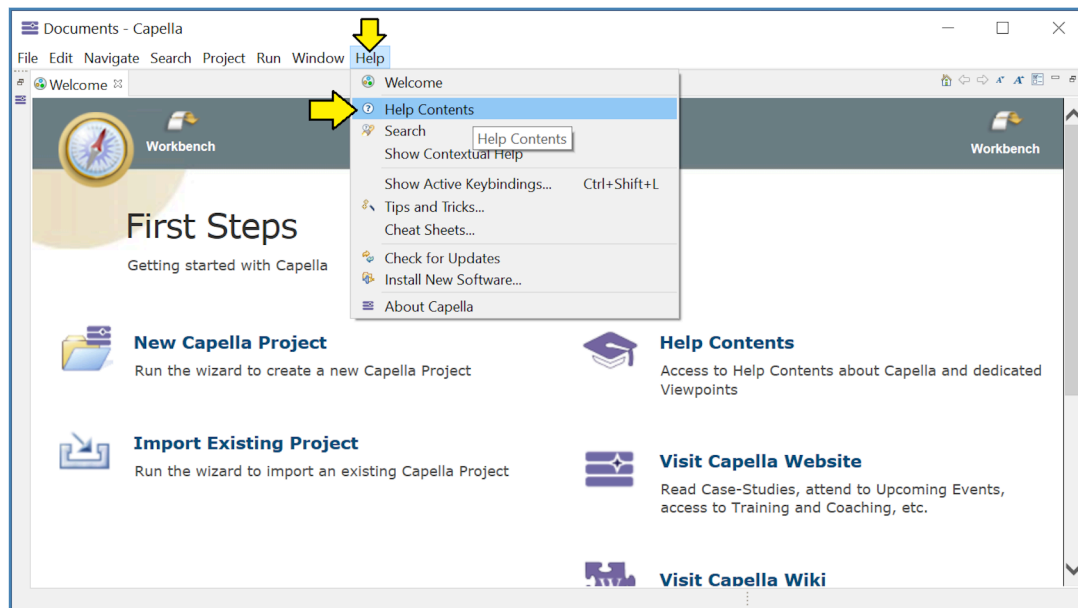 Documents - Capella
File Edit Navigate Search Project Run Window Help
Welcome
Welcome
Help Contents
Search
Help Contents
Show Contextual Help
Show Active Keybindings... Ctrl+Shift+L
Tips and Tricks...
Cheat Sheets...
Check for Updates
Install New Software...
About Capella
Workbench
Workbench
First Steps
Getting started with Capella
New Capella Project
Run the wizard to create a new Capella Project
Import Existing Project
Run the wizard to import an existing Capella Project
Help Contents
Access to Help Contents about Capella and dedicated
Viewpoints
Visit Capella Website
Read Case-Studies, attend to Upcoming Events,
access to Training and Coaching, etc.
Visit Capella Wiki